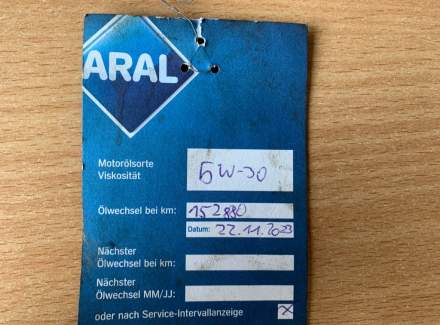 ARAL
Motorölsorte
Viskosität
5W-30
Ölwechsel bei km: 152880
Datum: 22.11.2023
Nächster
Ölwechsel bei km:
Nächster
Ölwechsel MM/JJ:
oder nach Service-Intervallanzeige x